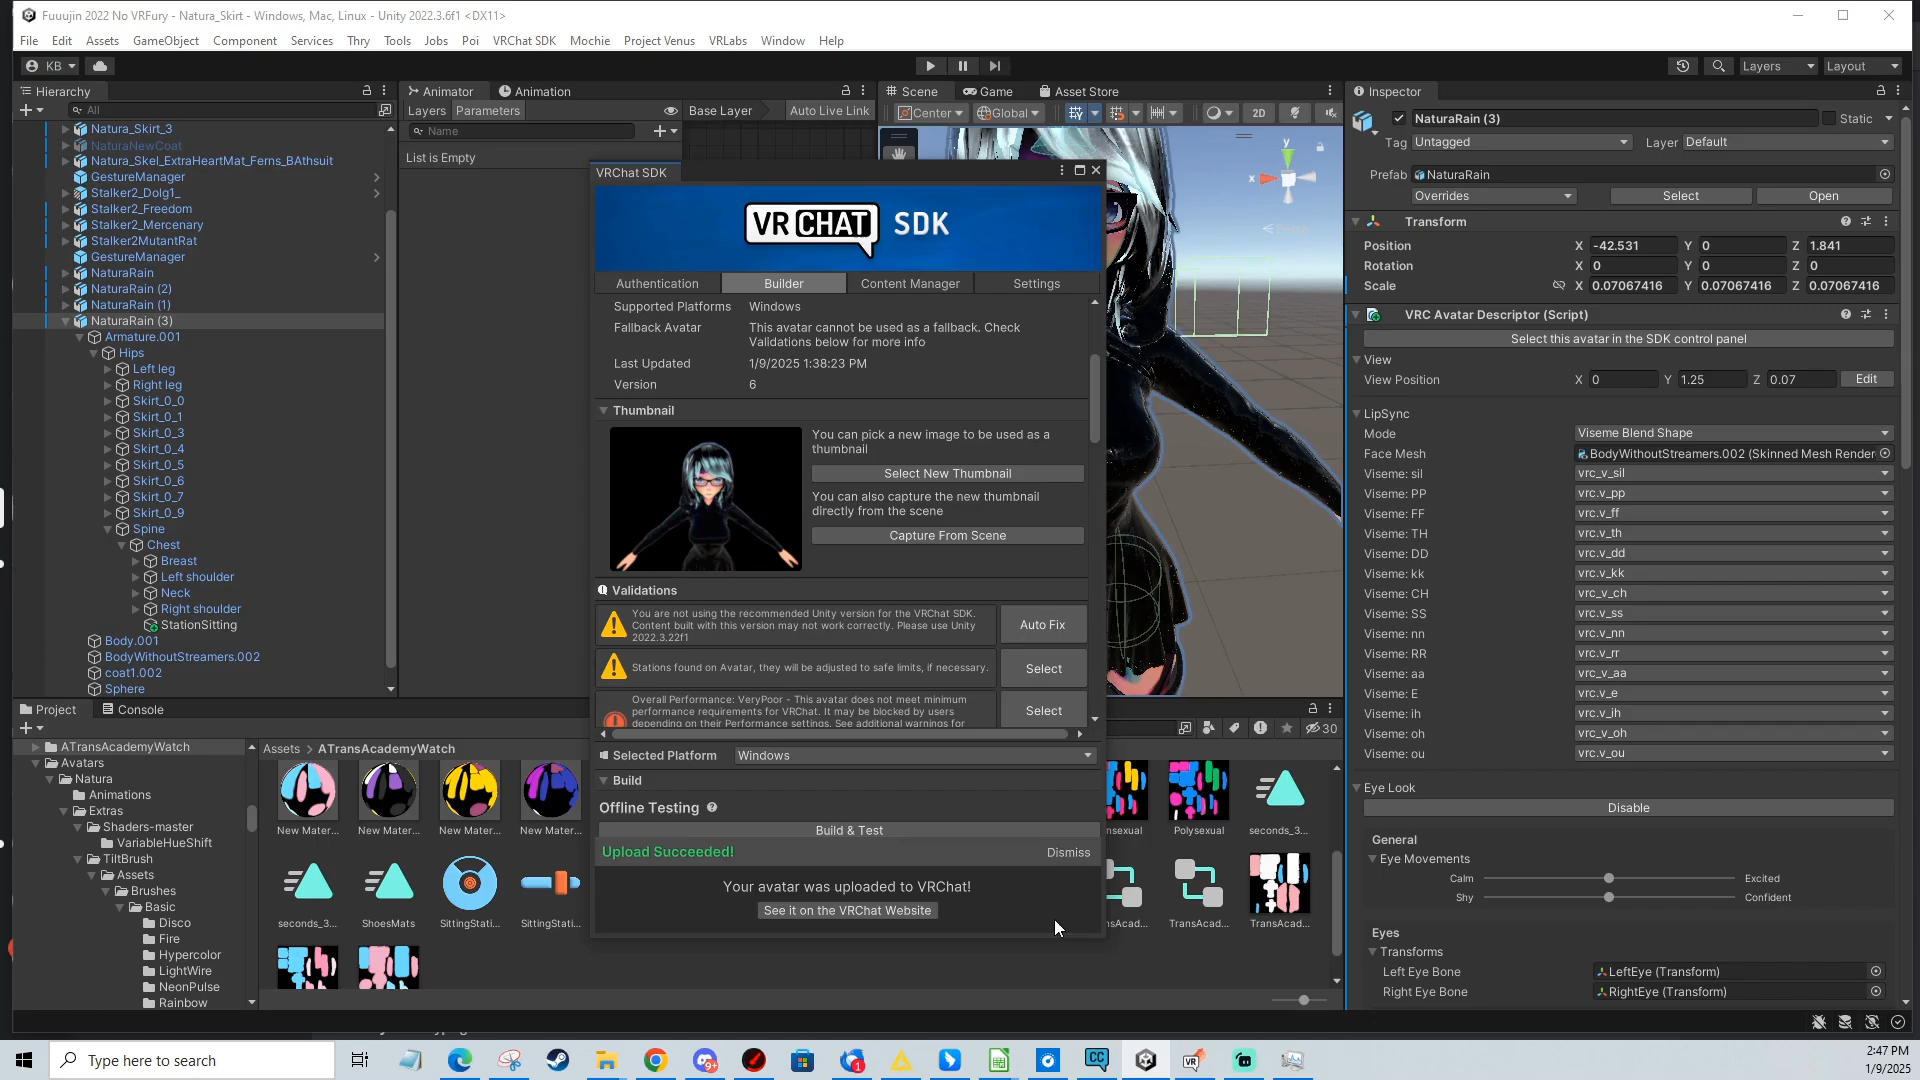 Fuuujin 2022 No VRFury - Natura_Skirt - Windows, Mac, Linux - Unity 2022.3.6f1 <DX11>
File Edit Assets GameObject Component Services Thry Tools Jobs Poi VRChat SDK Mochie Project Venus VRLabs Window Help
KB
Layers
Layout
Hierarchy
All
Natura_Skirt_3
NaturaNewCoat
Natura_Skel_ExtraHeartMat_Ferns_BAthsuit
GestureManager
Stalker2_Dolg1_
Stalker2_Freedom
Stalker2_Mercenary
Stalker2MutantRat
GestureManager
NaturaRain
NaturaRain (2)
NaturaRain (1)
NaturaRain (3)
Armature.001
Hips
Left leg
Right leg
Skirt_0_0
Skirt_0_1
Skirt_0_3
Skirt_0_4
Skirt_0_5
Skirt_0_6
Skirt_0_7
Skirt_0_9
Spine
Chest
Breast
Left shoulder
Neck
Right shoulder
StationSitting
Body.001
BodyWithoutStreamers.002
coat1.002
Sphere
Animator
Animation
Layers
Parameters
Base Layer
Auto Live Link
Name
List is Empty
Scene
Game
Asset Store
Center
Global
2D
y
x
VRChat SDK
VRCHAT SDK
Authentication
Builder
Content Manager
Settings
Supported Platforms
Windows
Fallback Avatar
This avatar cannot be used as a fallback. Check
Validations below for more info
Last Updated
1/9/2025 1:38:23 PM
Version
6
Thumbnail
You can pick a new image to be used as a
thumbnail
Select New Thumbnail
You can also capture the new thumbnail
directly from the scene
Capture From Scene
Validations
You are not using the recommended Unity version for the VRChat SDK.
Content built with this version may not work correctly. Please use Unity
2022.3.22f1
Auto Fix
Stations found on Avatar, they will be adjusted to safe limits, if necessary.
Select
Overall Performance: VeryPoor - This avatar does not meet minimum
performance requirements for VRChat. It may be blocked by users
depending on their Performance settings. See additional warnings for
Select
Selected Platform
Windows
Build
Offline Testing
Build & Test
Upload Succeeded!
Dismiss
Your avatar was uploaded to VRChat!
See it on the VRChat Website
Inspector
NaturaRain (3)
Static
Tag
Untagged
Layer
Default
Prefab
NaturaRain
Overrides
Select
Open
Transform
Position
X -42.531 Y 0 Z 1.841
Rotation
X 0 Y 0 Z 0
Scale
X 0.07067416 Y 0.07067416 Z 0.07067416
VRC Avatar Descriptor (Script)
Select this avatar in the SDK control panel
View
View Position
X 0 Y 1.25 Z 0.07
Edit
LipSync
Mode
Viseme Blend Shape
Face Mesh
BodyWithoutStreamers.002 (Skinned Mesh Render
Viseme: sil
vrc_v_sil
Viseme: PP
vrc.v_pp
Viseme: FF
vrc.v_ff
Viseme: TH
vrc.v_th
Viseme: DD
vrc.v_dd
Viseme: kk
vrc.v_kk
Viseme: CH
vrc.v_ch
Viseme: SS
vrc.v_ss
Viseme: nn
vrc.v_nn
Viseme: RR
vrc.v_rr
Viseme: aa
vrc_v_aa
Viseme: E
vrc.v_e
Viseme: ih
vrc.v_ih
Viseme: oh
vrc.v_oh
Viseme: ou
vrc.v_ou
Eye Look
Disable
General
Eye Movements
Calm
Excited
Shy
Confident
Eyes
Transforms
Left Eye Bone
LeftEye (Transform)
Right Eye Bone
RightEye (Transform)
Project
Console
30
ATransAcademyWatch
Avatars
Natura
Animations
Extras
Shaders-master
VariableHueShift
TiltBrush
Assets
Brushes
Basic
Disco
Fire
Hypercolor
LightWire
NeonPulse
Rainbow
Assets > ATransAcademyWatch
New Mater...
New Mater...
New Mater...
New Mater...
nsexual
Polysexual
seconds_3...
seconds_3...
ShoesMats
SittingStati...
SittingStati...
nsAcad...
TransAcad...
TransAcad...
Type here to search
2:47 PM
1/9/2025